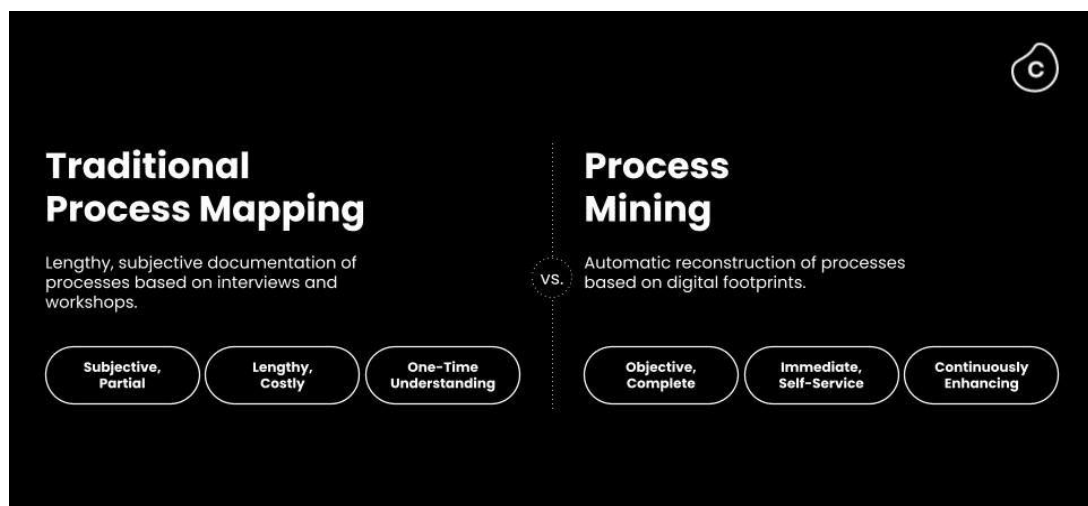 C
Traditional
Process Mapping
Lengthy, subjective documentation of
processes based on interviews and
workshops.
Subjective,
Partial
Lengthy,
Costly
One-Time
Understanding
vs.
Process
Mining
Automatic reconstruction of processes
based on digital footprints.
Objective,
Complete
Immediate,
Self-Service
Continuously
Enhancing